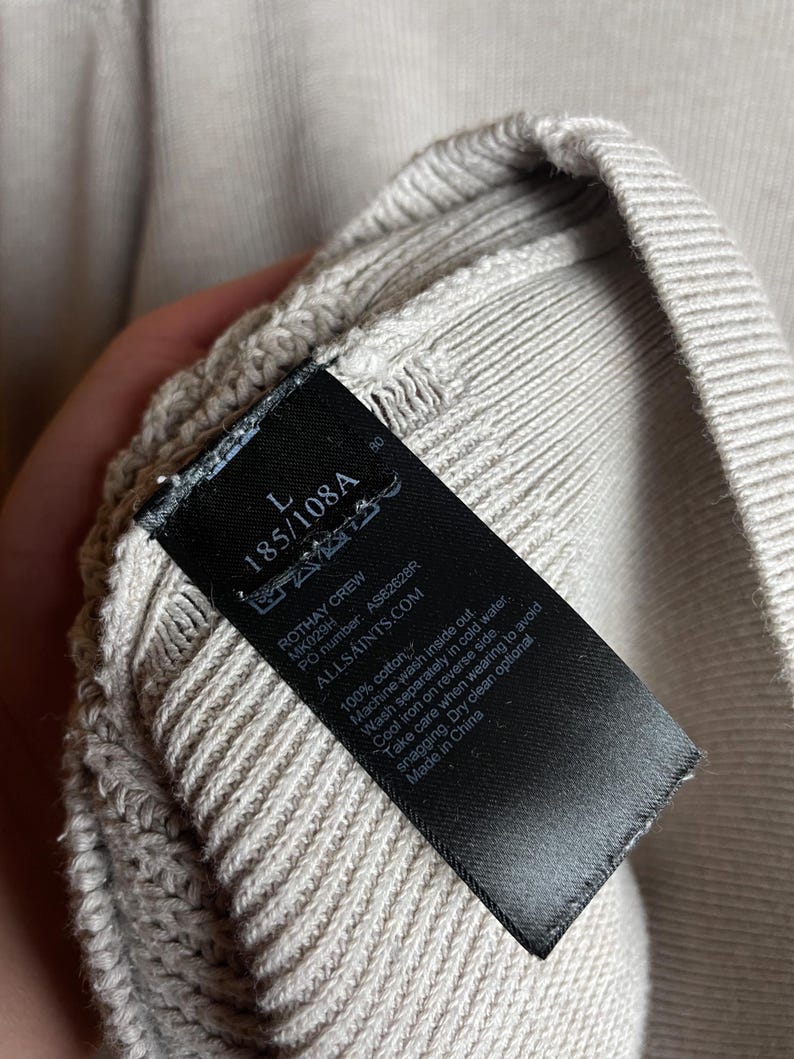 L
185/108A
80
ROTHAY CREW
MK029H
PO number: AS82628R
ALLSAINTS.COM
100% cotton.
Machine wash inside out.
Wash separately in cold water.
Cool iron on reverse side.
Take care when wearing to avoid
snagging. Dry clean optional
Made in China